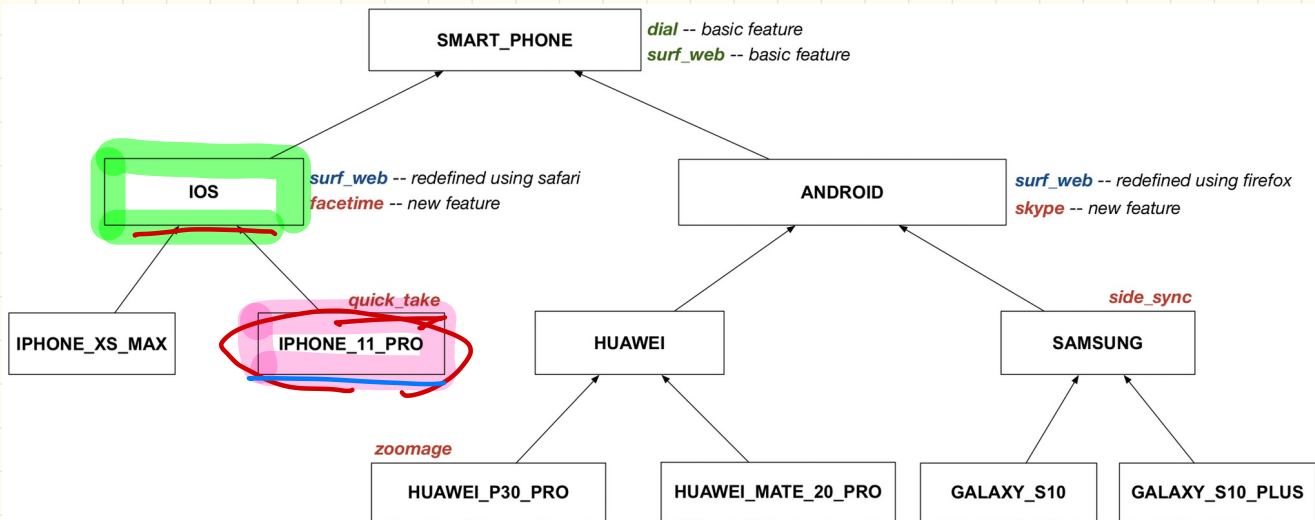 SMART_PHONE
dial -- basic feature
surf_web -- basic feature
IOS
surf_web -- redefined using safari
facetime -- new feature
ANDROID
surf_web -- redefined using firefox
skype -- new feature
IPHONE_XS_MAX
quick_take
IPHONE_11_PRO
HUAWEI
side_sync
SAMSUNG
zoomage
HUAWEI_P30_PRO
HUAWEI_MATE_20_PRO
GALAXY_S10
GALAXY_S10_PLUS